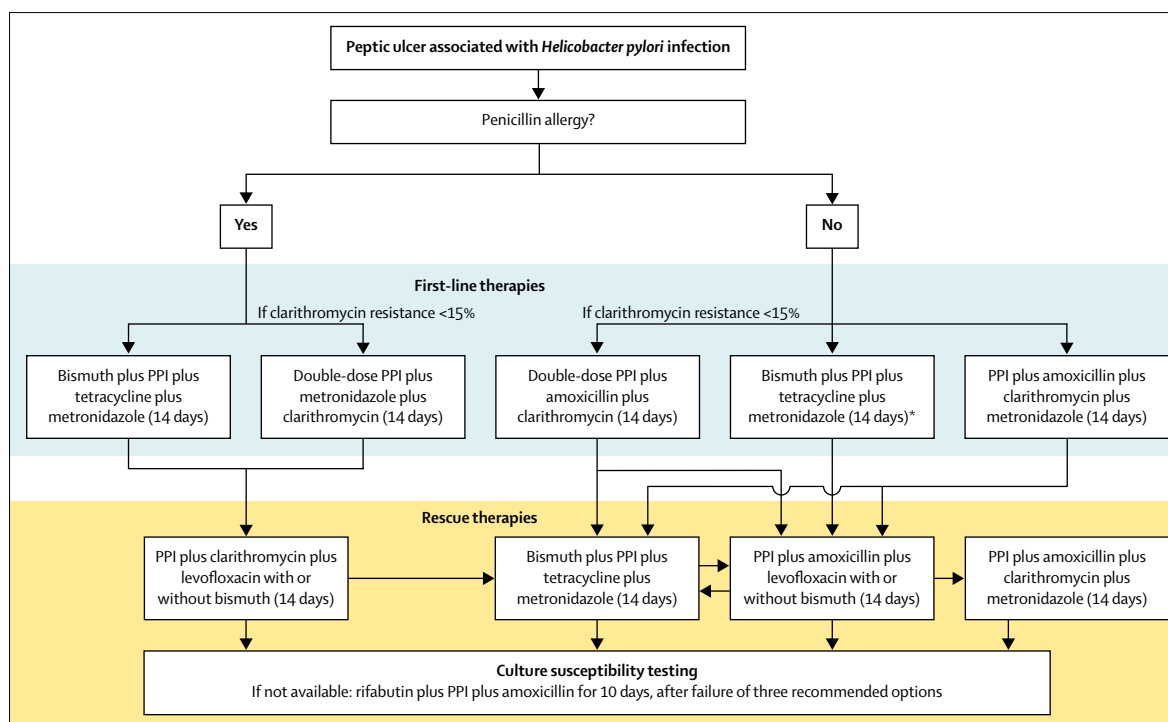 Peptic ulcer associated with Helicobacter pylori infection
Penicillin allergy?
Yes
No
First-line therapies
If clarithromycin resistance <15%
If clarithromycin resistance <15%
Bismuth plus PPI plus
tetracycline plus
metronidazole (14 days)
Double-dose PPI plus
metronidazole plus
clarithromycin (14 days)
Double-dose PPI plus
amoxicillin plus
clarithromycin (14 days)
Bismuth plus PPI plus
tetracycline plus
metronidazole (14 days)*
PPI plus amoxicillin plus
clarithromycin plus
metronidazole (14 days)
Rescue therapies
PPI plus clarithromycin plus
levofloxacin with or
without bismuth (14 days)
Bismuth plus PPI plus
tetracycline plus
metronidazole (14 days)
PPI plus amoxicillin plus
levofloxacin with or
without bismuth (14 days)
PPI plus amoxicillin plus
clarithromycin plus
metronidazole (14 days)
Culture susceptibility testing
If not available: rifabutin plus PPI plus amoxicillin for 10 days, after failure of three recommended options